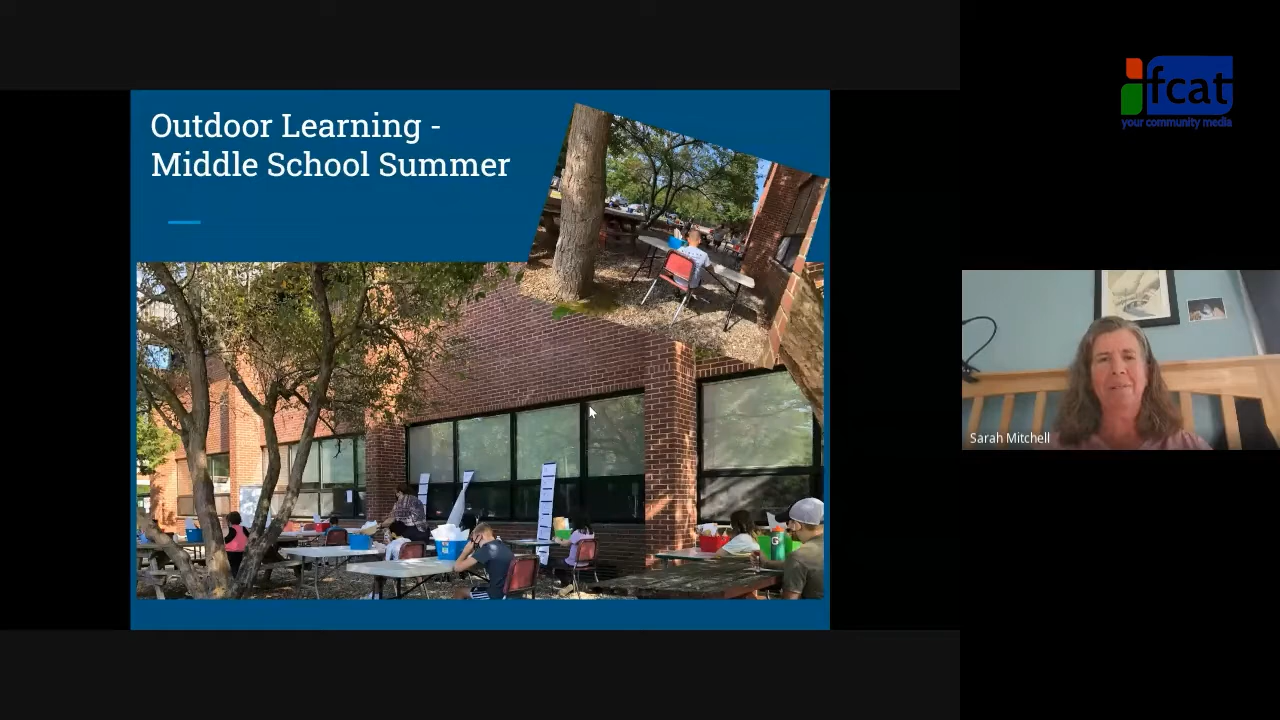 Outdoor Learning -
Middle School Summer
fcat
your community media
Sarah Mitchell
G